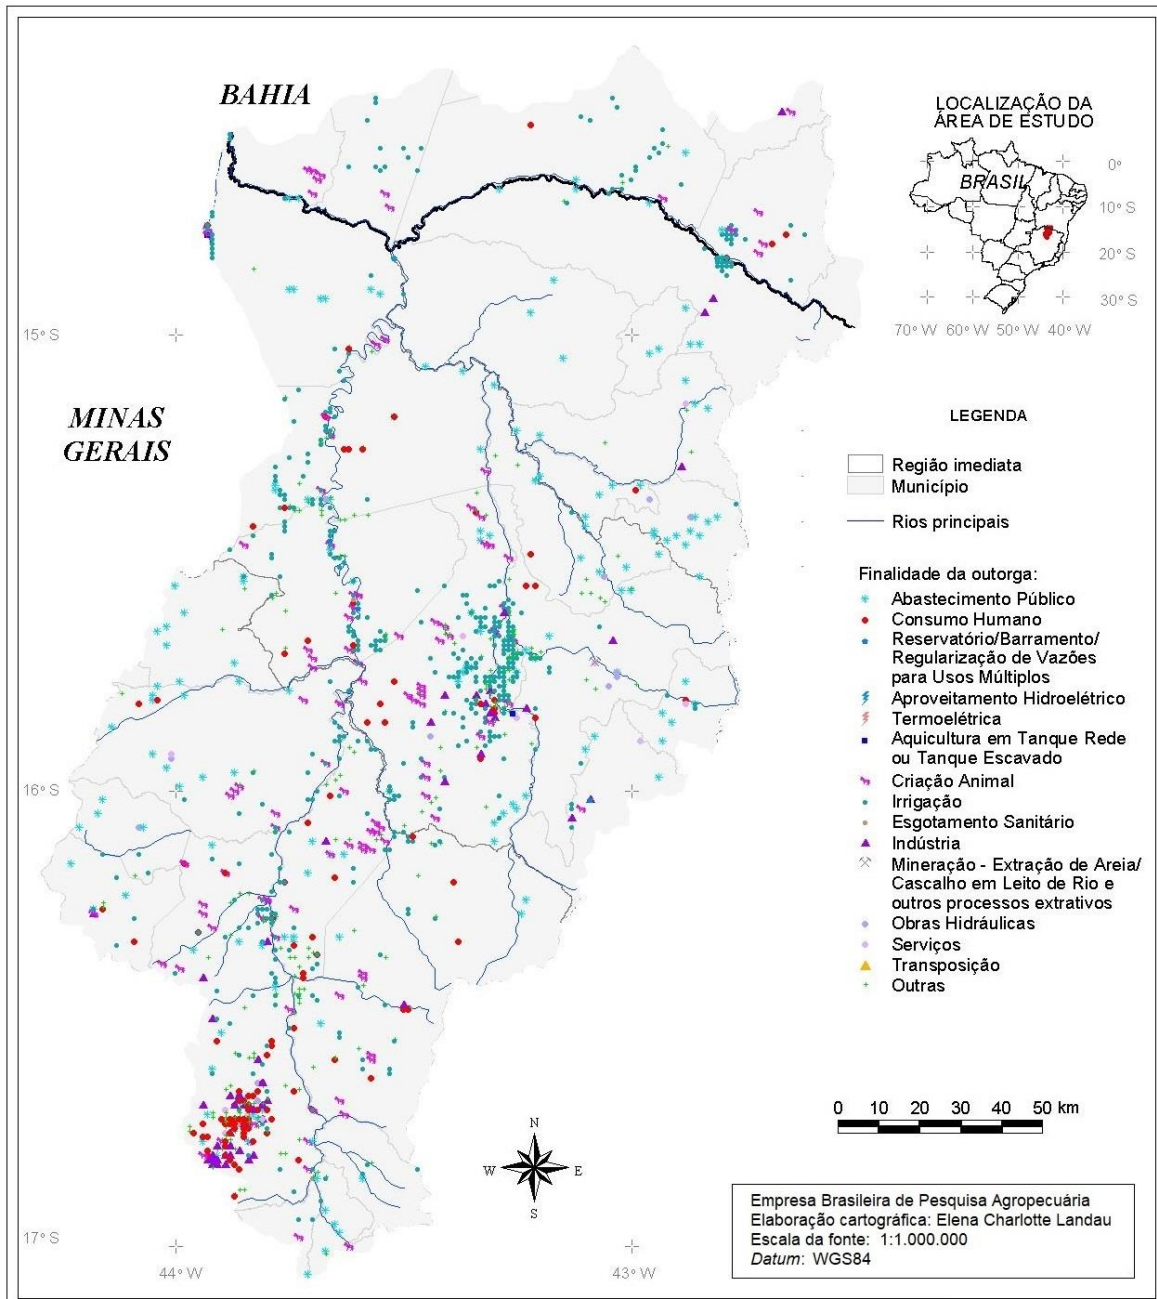 BAHIA
MINAS
GERAIS
LOCALIZAÇÃO DA
ÁREA DE ESTUDO
BRASIL
0°
10° S
20° S
30° S
70° W 60° W 50° W 40° W
15° S
16° S
17° S
44° W
43° W
LEGENDA
Região imediata
Município
Rios principais
Finalidade da outorga:
Abastecimento Público
Consumo Humano
Reservatório/Barramento/
Regularização de Vazões
para Usos Múltiplos
Aproveitamento Hidroelétrico
Termoelétrica
Aquicultura em Tanque Rede
ou Tanque Escavado
Criação Animal
Irrigação
Esgotamento Sanitário
Indústria
Mineração - Extração de Areia/
Cascalho em Leito de Rio e
outros processos extrativos
Obras Hidráulicas
Serviços
Transposição
Outras
0 10 20 30 40 50 km
N
W E
S
Empresa Brasileira de Pesquisa Agropecuária
Elaboração cartográfica: Elena Charlotte Landau
Escala da fonte: 1:1.000.000
Datum: WGS84